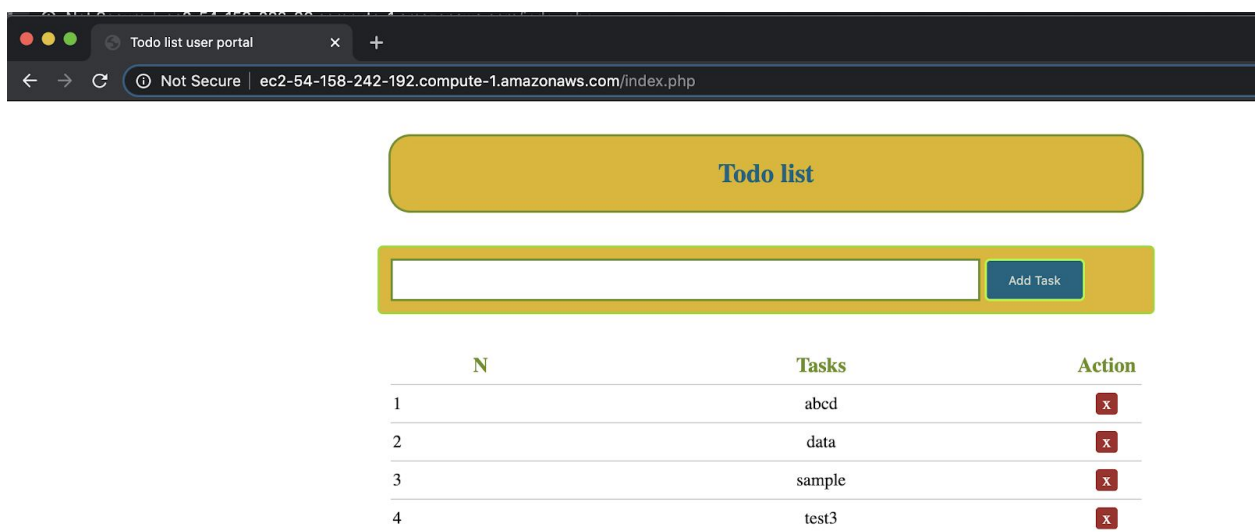 Todo list user portal
Not Secure | ec2-54-158-242-192.compute-1.amazonaws.com/index.php
Todo list
Add Task
N Tasks Action
1 abcd x
2 data x
3 sample x
4 test3 x